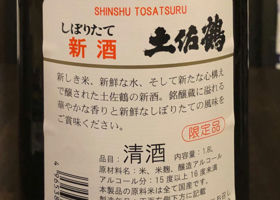 SHINSHU TOSATSURU
しぼりたて
新酒
土佐鶴
新しき米、新鮮な水、そして新たな心構え
で醸された土佐鶴の新酒。銘醸蔵に溢れる
華やかな香りと新鮮なしぼりたての風味を
ご賞味ください。
限定品
品目:清酒 内容量:1.8L
原材料名:米、米麹、醸造アルコール
アルコール分:15度以上16度未満
本製品の原料米は全て国産です。